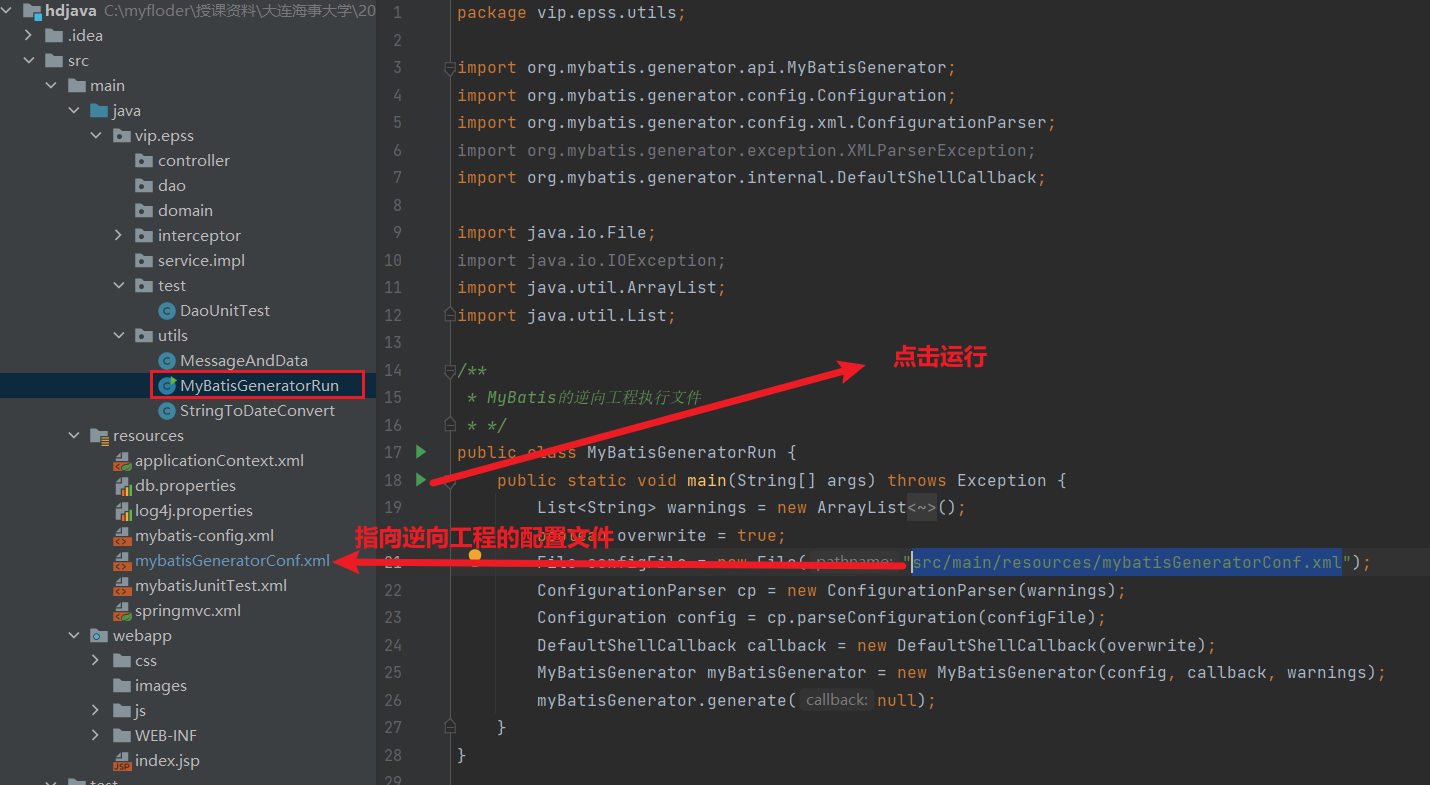 hdjava C:\myfloder\授课资料\大连海事大学\20
.idea
src
main
java
vip.epss
controller
dao
domain
interceptor
service.impl
test
DaoUnitTest
utils
MessageAndData
MyBatisGeneratorRun
StringToDateConvert
resources
applicationContext.xml
db.properties
log4j.properties
mybatis-config.xml
mybatisGeneratorConf.xml
mybatisJunitTest.xml
springmvc.xml
webapp
css
images
js
WEB-INF
index.jsp
test
1 package vip.epss.utils;
2
3 import org.mybatis.generator.api.MyBatisGenerator;
4 import org.mybatis.generator.config.Configuration;
5 import org.mybatis.generator.config.xml.ConfigurationParser;
6 import org.mybatis.generator.exception.XMLParserException;
7 import org.mybatis.generator.internal.DefaultShellCallback;
8
9 import java.io.File;
10 import java.io.IOException;
11 import java.util.ArrayList;
12 import java.util.List;
13
点击运行
14 /**
15 * MyBatis的逆向工程执行文件
16 * */
17 public class MyBatisGeneratorRun {
18 public static void main(String[] args) throws Exception {
19 List<String> warnings = new ArrayList<~>();
指向逆向工程的配置文件
20 boolean overwrite = true;
21 File configFile = new File( pathname: "src/main/resources/mybatisGeneratorConf.xml");
22 ConfigurationParser cp = new ConfigurationParser(warnings);
23 Configuration config = cp.parseConfiguration(configFile);
24 DefaultShellCallback callback = new DefaultShellCallback(overwrite);
25 MyBatisGenerator myBatisGenerator = new MyBatisGenerator(config, callback, warnings);
26 myBatisGenerator.generate( callback: null);
27 }
28 }
29